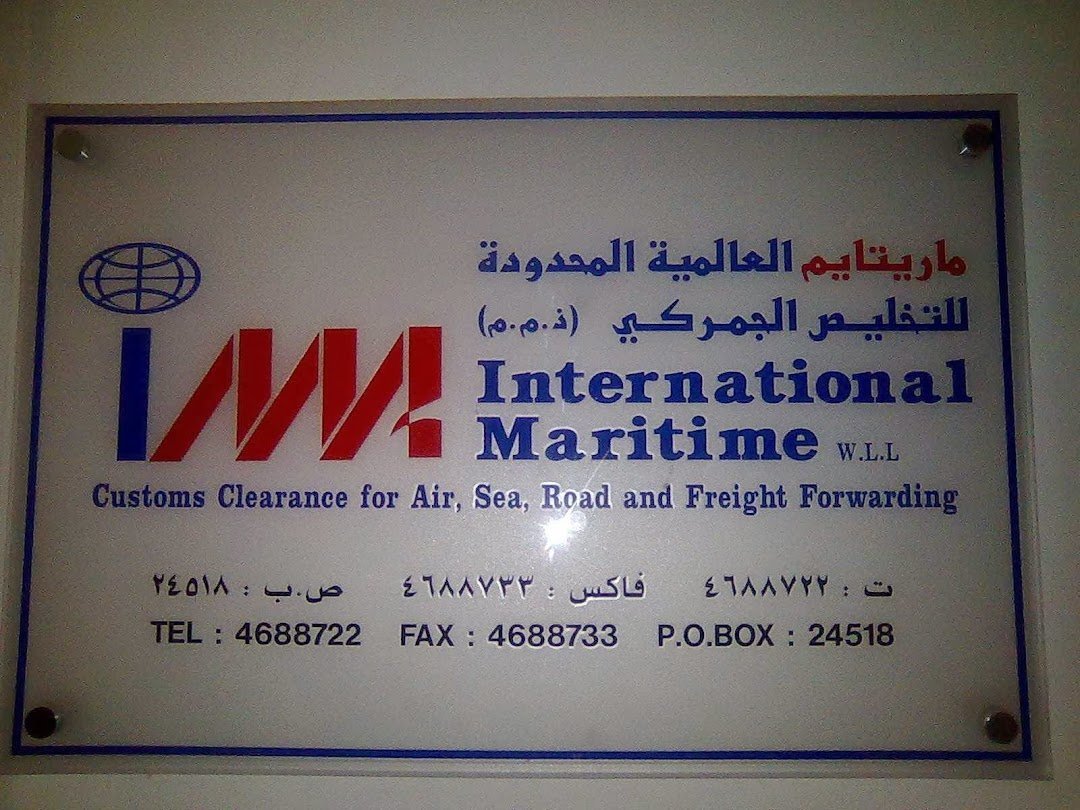 ماريتايم العالمية المحدودة
للتخليص الجمركي (ذ.م.م)
IMA
International
Maritime W.L.L
Customs Clearance for Air, Sea, Road and Freight Forwarding
ت : ٤٦٨٨٧٢٢ فاكس : ٤٦٨٨٧٣٣ ص.ب : ٢٤٥١٨
TEL : 4688722 FAX : 4688733 P.O.BOX : 24518